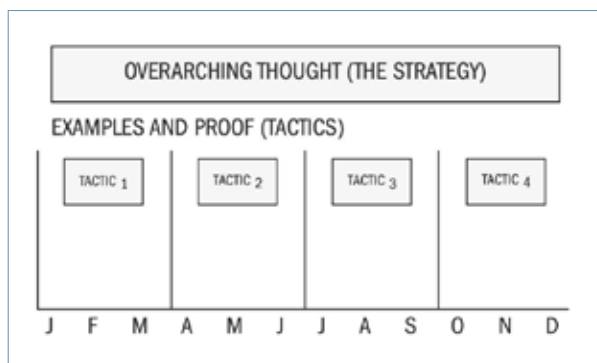 OVERARCHING THOUGHT (THE STRATEGY)
EXAMPLES AND PROOF (TACTICS)
TACTIC 1 TACTIC 2 TACTIC 3 TACTIC 4
J F M A M J J A S O N D